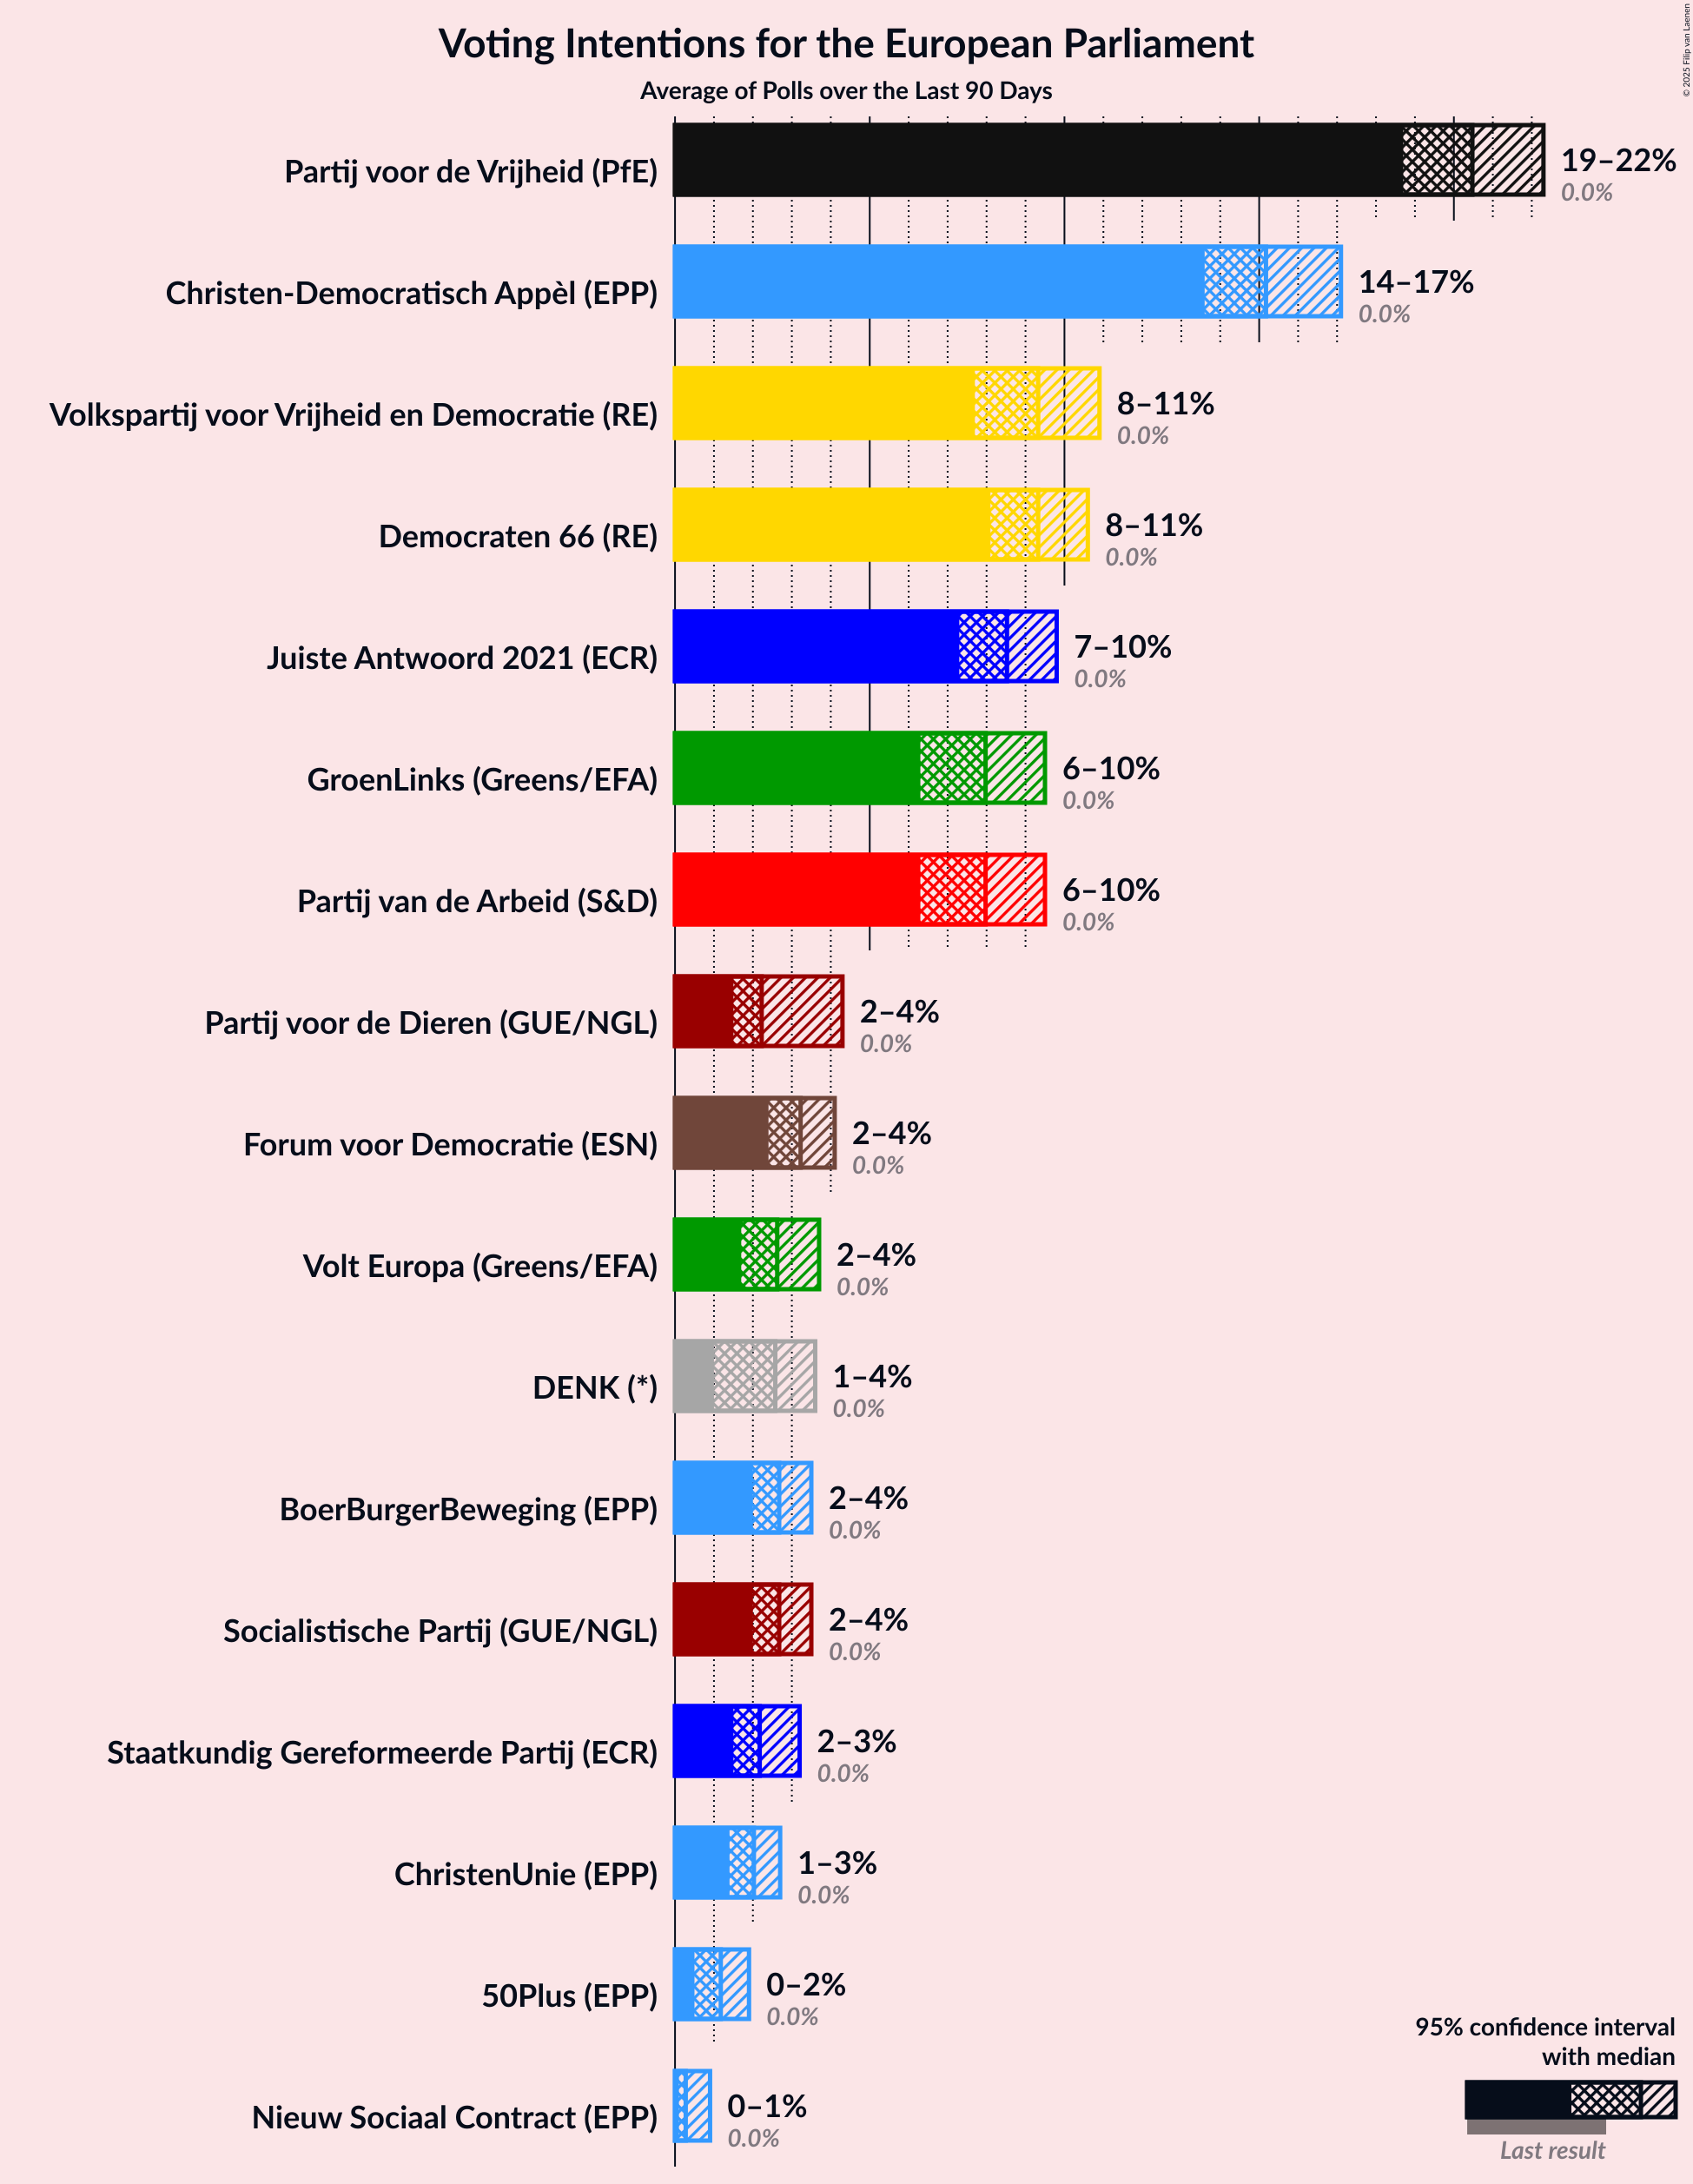 © 2025 Filip van Laenen
Voting Intentions for the European Parliament
Average of Polls over the Last 90 Days
Partij voor de Vrijheid (PfE)
19–22%
0.0%
Christen-Democratisch Appèl (EPP)
14–17%
0.0%
Volkspartij voor Vrijheid en Democratie (RE)
8–11%
0.0%
Democraten 66 (RE)
8–11%
0.0%
Juiste Antwoord 2021 (ECR)
7–10%
0.0%
GroenLinks (Greens/EFA)
6–10%
0.0%
Partij van de Arbeid (S&D)
6–10%
0.0%
Partij voor de Dieren (GUE/NGL)
2–4%
0.0%
Forum voor Democratie (ESN)
2–4%
0.0%
Volt Europa (Greens/EFA)
2–4%
0.0%
DENK (*)
1–4%
0.0%
BoerBurgerBeweging (EPP)
2–4%
0.0%
Socialistische Partij (GUE/NGL)
2–4%
0.0%
Staatkundig Gereformeerde Partij (ECR)
2–3%
0.0%
ChristenUnie (EPP)
1–3%
0.0%
50Plus (EPP)
0–2%
0.0%
Nieuw Sociaal Contract (EPP)
0–1%
0.0%
95% confidence interval
with median
Last result